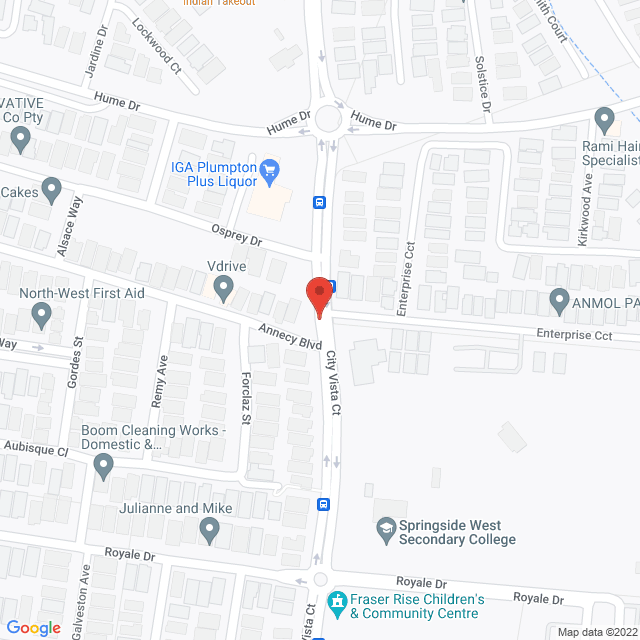 Indian Takeout
Lockwood Ct
Jardine Dr
Solstice Dr
ith Court
Hume Dr
Hume Dr
Hume Dr
VATIVE
Co Pty
Rami Hair
Specialist
IGA Plumpton
Plus Liquor
Cakes
Alsace Way
Osprey Dr
Kirkwood Ave
Enterprise Cct
Vdrive
North-West First Aid
ANMOL PA
Enterprise Cct
Annecy Blvd
Way
Gordes St
Remy Ave
Forclaz St
City Vista Ct
Boom Cleaning Works -
Domestic &...
Aubisque Cl
Julianne and Mike
Springside West
Secondary College
Royale Dr
Galveston Ave
Royale Dr
Royale Dr
Fraser Rise Children's
& Community Centre
Vista Ct
Google
Map data ©2022